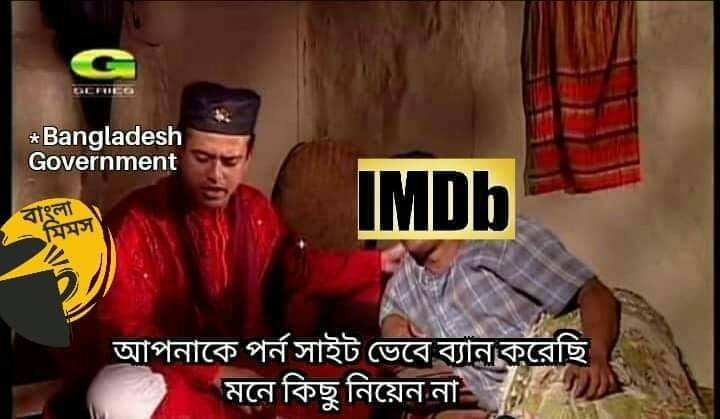 G
SERIES
*Bangladesh
Government
IMDb
বাংলা
মিমস
আপনাকে পর্ন সাইট ভেবে ব্যান করেছি
মনে কিছু নিয়েন না